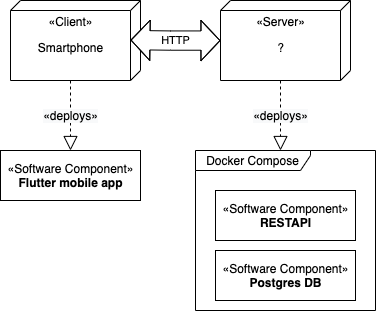 «Client»
Smartphone
HTTP
«Server»
?
«deploys»
«deploys»
«Software Component»
Flutter mobile app
Docker Compose
«Software Component»
RESTAPI
«Software Component»
Postgres DB